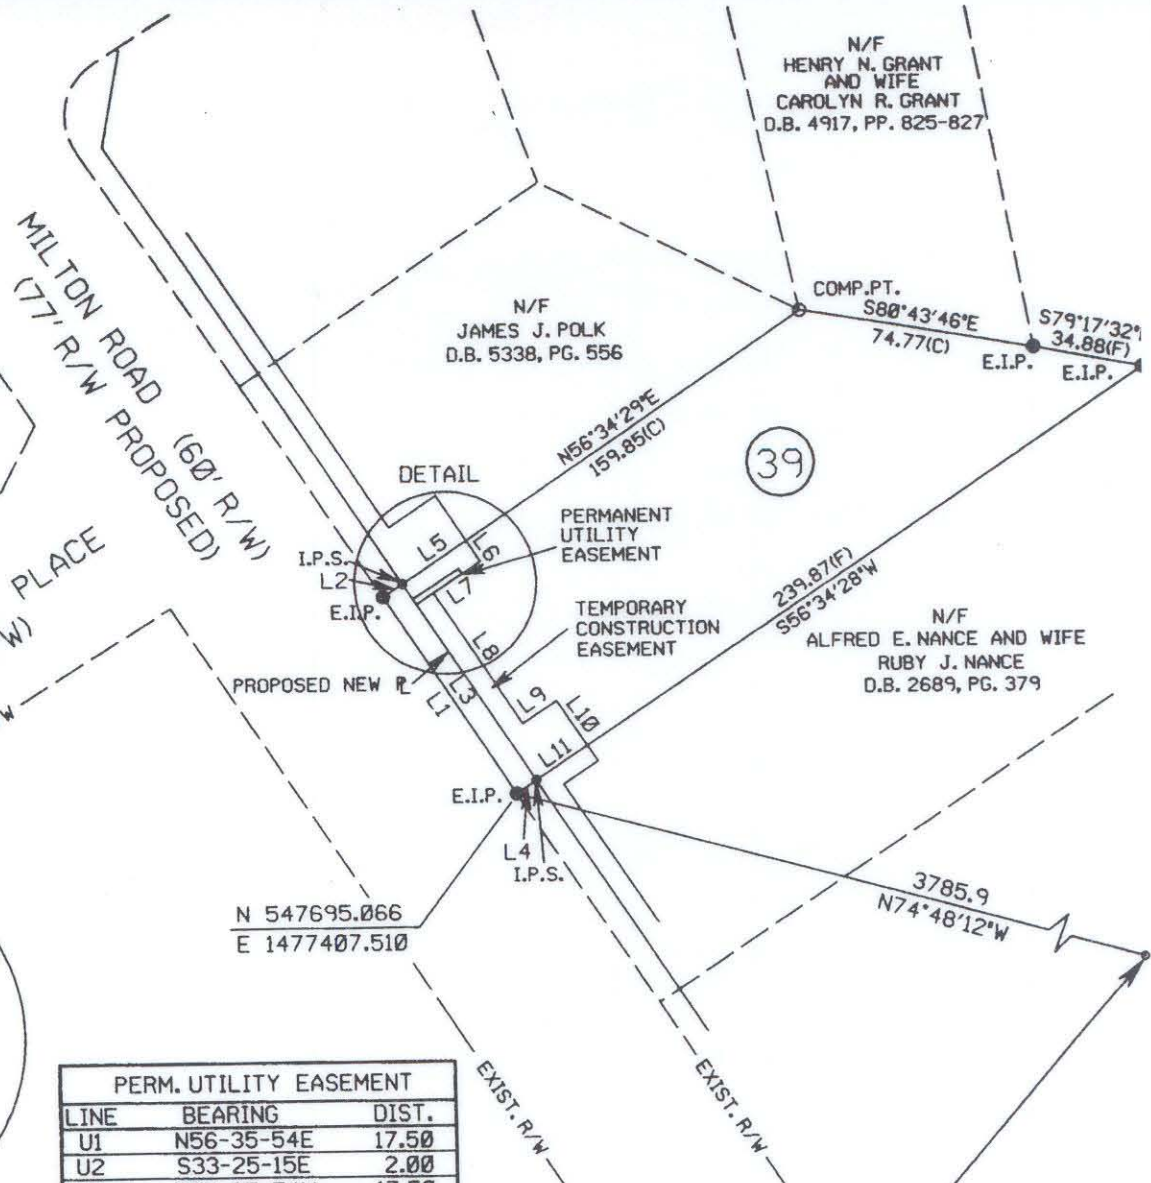 N/F
HENRY N. GRANT
AND WIFE
CAROLYN R. GRANT
D.B. 4917, PP. 825-827
MILTON ROAD (60' R/W)
(77' R/W PROPOSED)
N/F
JAMES J. POLK
D.B. 5338, PG. 556
COMP.PT.
S80°43'46"E
74.77(C)
E.I.P.
S79°17'32"
34.88(F)
E.I.P.
N56°34'29"E
159.85(C)
39
DETAIL
PERMANENT
UTILITY
EASEMENT
L5
L6
I.P.S.
L2
L7
E.I.P.
PLACE
W)
W
TEMPORARY
CONSTRUCTION
EASEMENT
239.87(F)
S56°34'28"W
N/F
ALFRED E. NANCE AND WIFE
RUBY J. NANCE
D.B. 2689, PG. 379
L8
PROPOSED NEW PL
L3
L1
L9
L10
L11
E.I.P.
L4
I.P.S.
3785.9
N74°48'12"W
N 547695.066
E 1477407.510
EXIST. R/W
EXIST. R/W
PERM. UTILITY EASEMENT
LINE BEARING DIST.
U1 N56-35-54E 17.50
U2 S33-25-15E 2.00